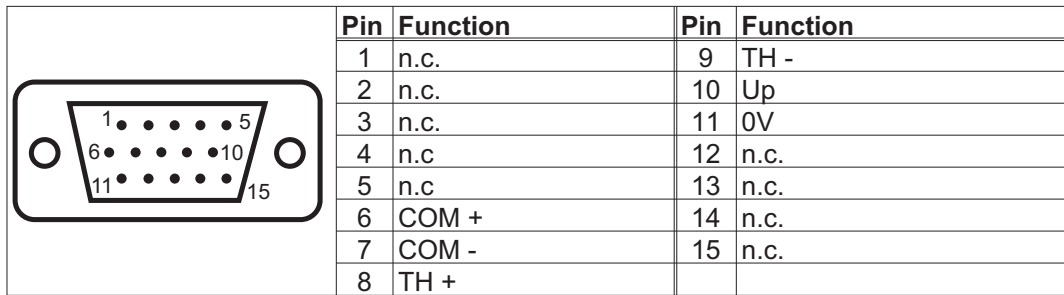 Pin Function Pin Function
1 n.c. 9 TH -
2 n.c. 10 Up
3 n.c. 11 0V
4 n.c 12 n.c.
5 n.c 13 n.c.
6 COM + 14 n.c.
7 COM - 15 n.c.
8 TH +
1 5
6 10
11 15